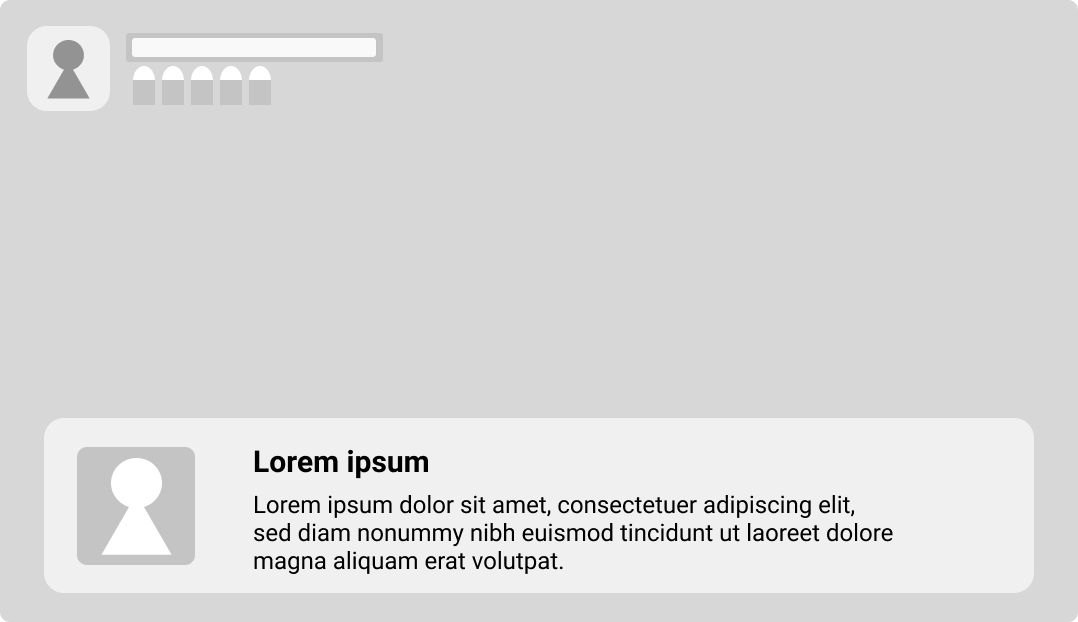 Lorem ipsum
Lorem ipsum dolor sit amet, consectetuer adipiscing elit,
sed diam nonummy nibh euismod tincidunt ut laoreet dolore
magna aliquam erat volutpat.